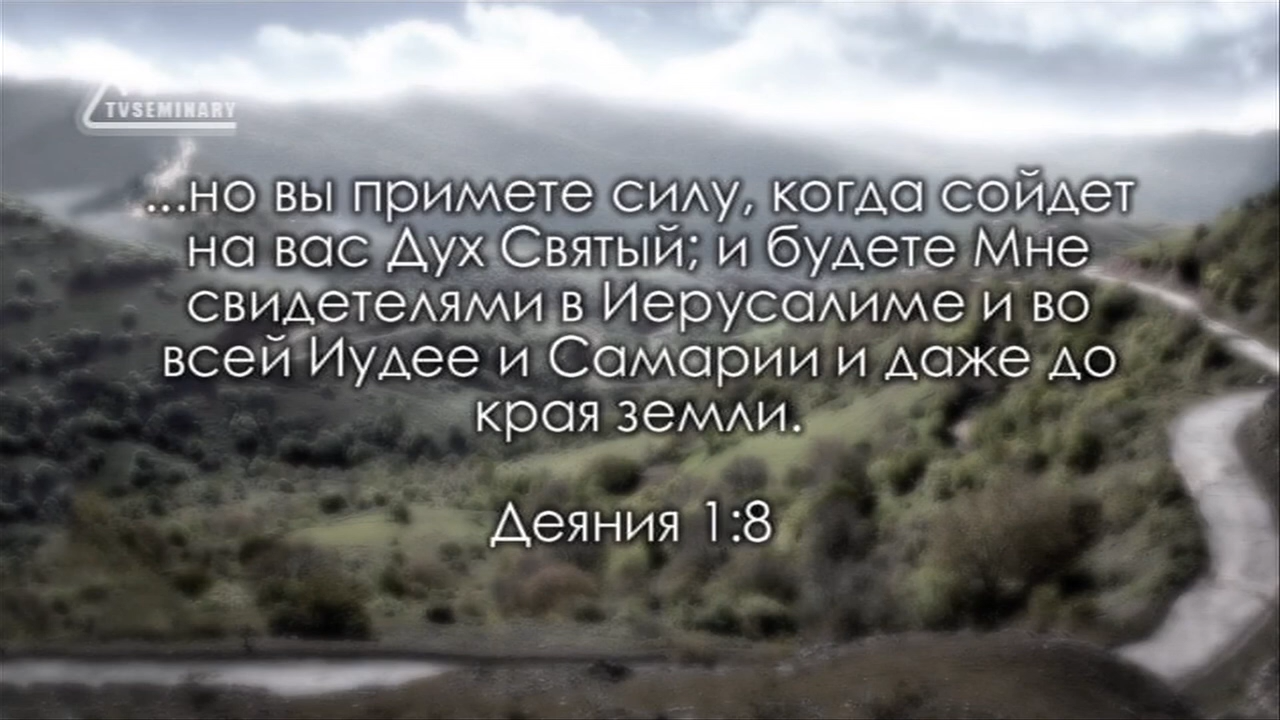 TVSEMINARY
...но вы примете силу, когда сойдет
на вас Дух Святый; и будете Мне
свидетелями в Иерусалиме и во
всей Иудее и Самарии и даже до
края земли.
Деяния 1:8